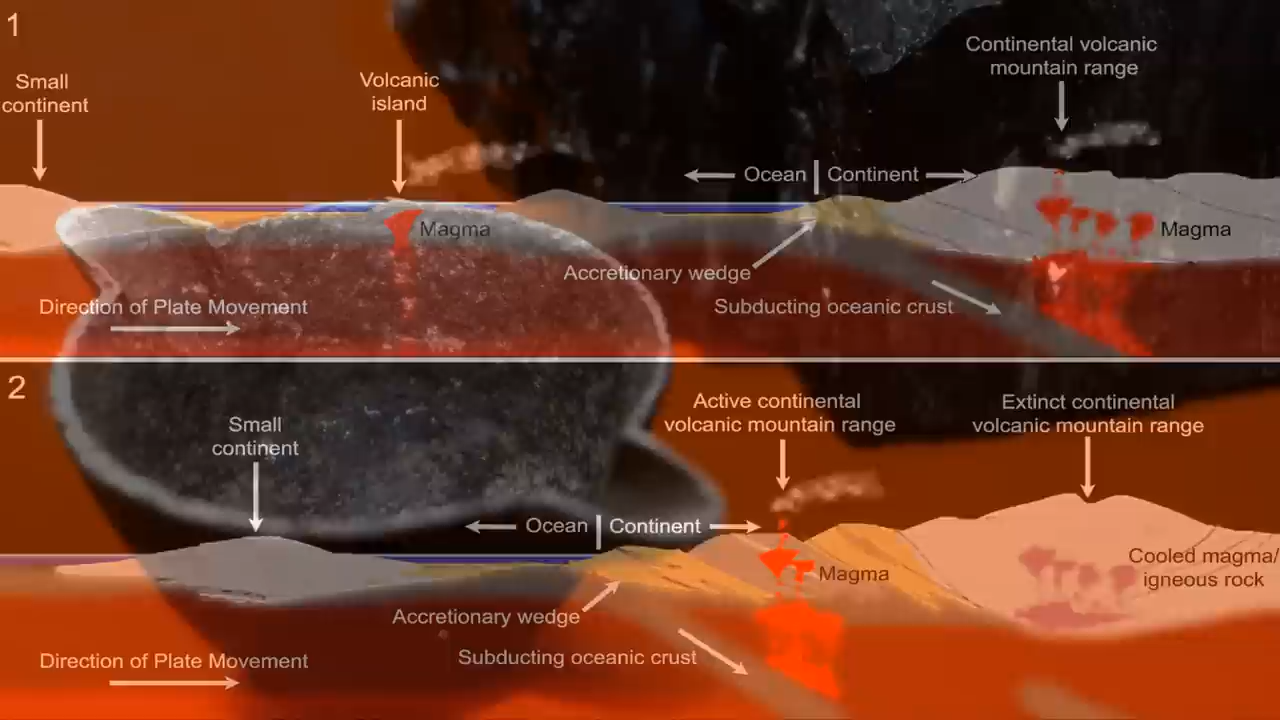 1
Small
continent
Volcanic
island
Continental volcanic
mountain range
Ocean | Continent
Magma
Magma
Accretionary wedge
Subducting oceanic crust
Direction of Plate Movement
2
Small
continent
Active continental
volcanic mountain range
Extinct continental
volcanic mountain range
Ocean | Continent
Magma
Cooled magma/
igneous rock
Accretionary wedge
Subducting oceanic crust
Direction of Plate Movement